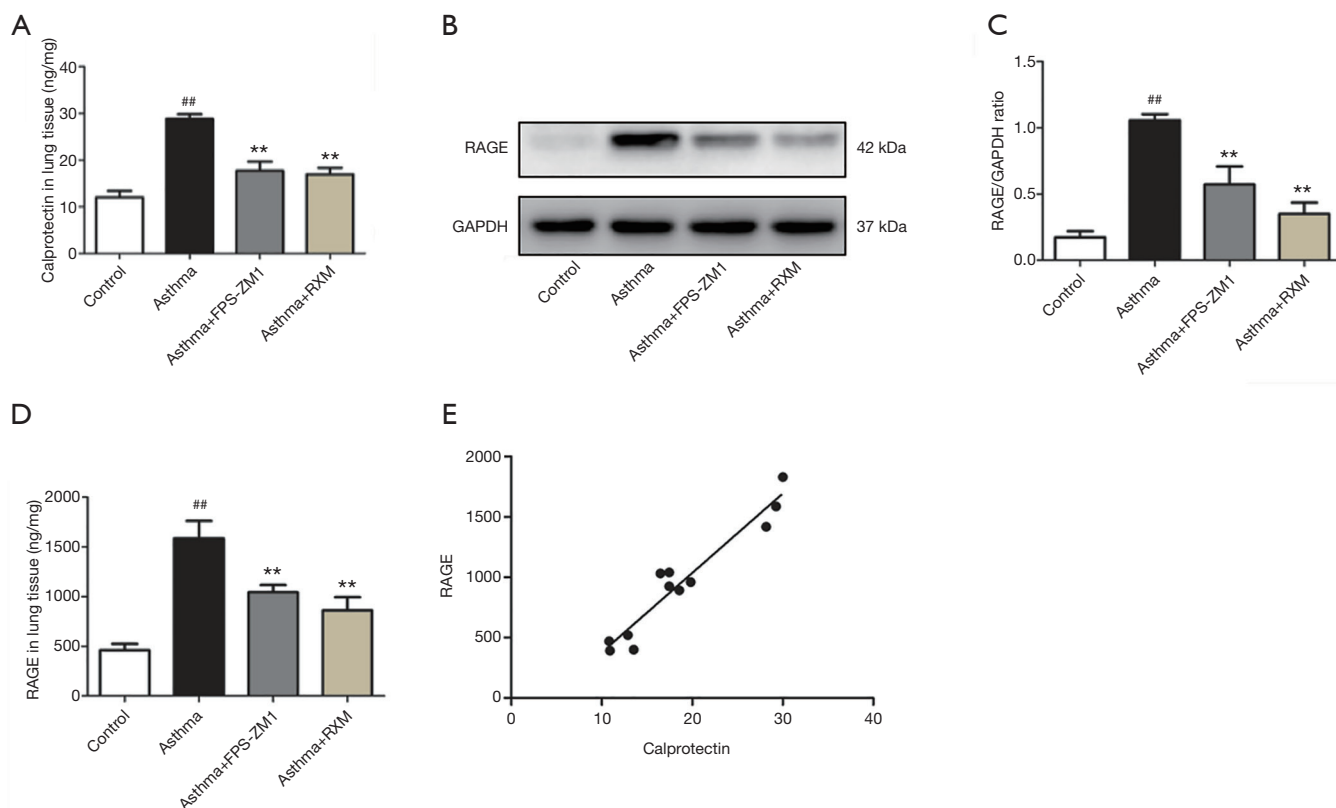 A
Calprotectin in lung tissue (ng/mg)
40
30
20
10
0
##
**
**
Control
Asthma
Asthma+FPS-ZM1
Asthma+RXM
B
RAGE
42 kDa
GAPDH
37 kDa
Control
Asthma
Asthma+FPS-ZM1
Asthma+RXM
C
RAGE/GAPDH ratio
1.5
1.0
0.5
0.0
##
**
**
Control
Asthma
Asthma+FPS-ZM1
Asthma+RXM
D
RAGE in lung tissue (ng/mg)
2000
1500
1000
500
0
##
**
**
Control
Asthma
Asthma+FPS-ZM1
Asthma+RXM
E
RAGE
2000
1500
1000
500
0
0 10 20 30 40
Calprotectin